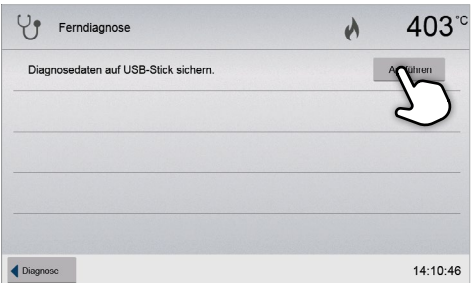 Ferndiagnose
403 °C
Diagnosedaten auf USB-Stick sichern.
Diagnose
14:10:46